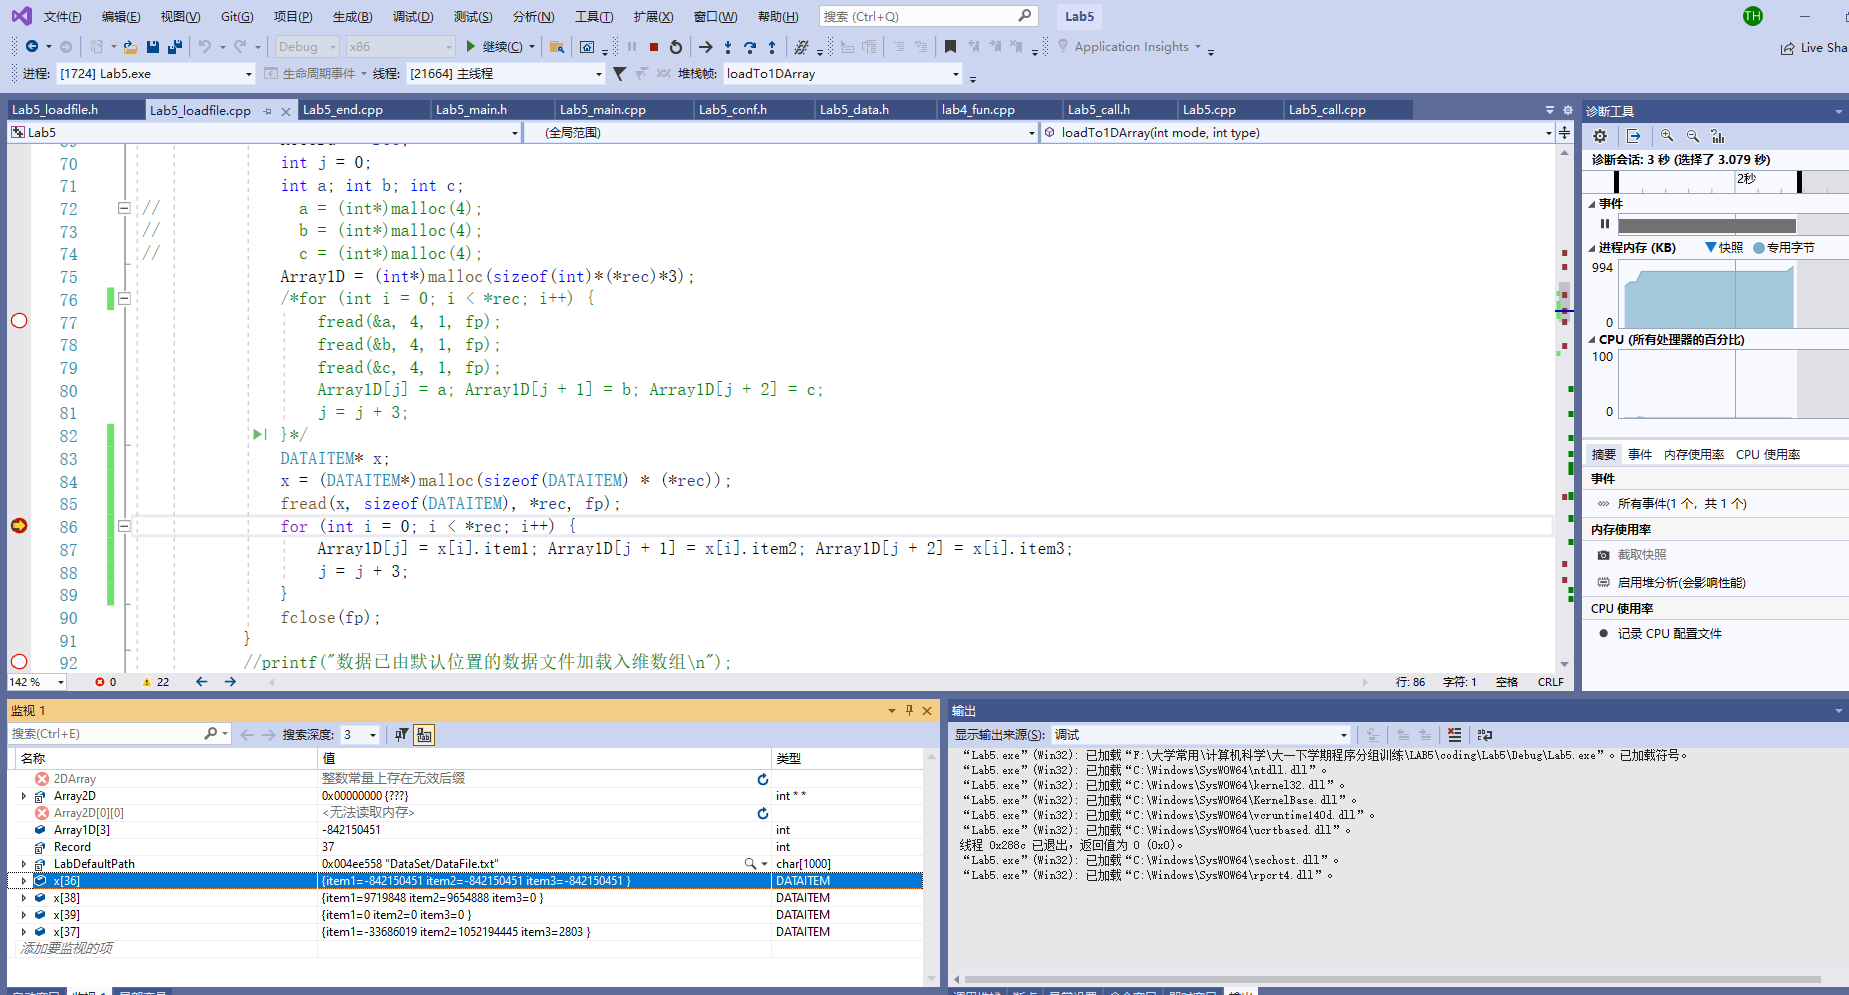 文件(F) 编辑(E) 视图(V) Git(G) 项目(P) 生成(B) 调试(D) 测试(S) 分析(N) 工具(T) 扩展(X) 窗口(W) 帮助(H) 搜索 (Ctrl+Q) Lab5 TH
Debug x86 继续(C) Application Insights Live Sha
进程: [1724] Lab5.exe 生命周期事件 线程: [21664] 主线程 堆栈帧: loadTo1DArray
Lab5_loadfile.h Lab5_loadfile.cpp Lab5_end.cpp Lab5_main.h Lab5_main.cpp Lab5_conf.h Lab5_data.h lab4_fun.cpp Lab5_call.h Lab5.cpp Lab5_call.cpp
Lab5 (全局范围) loadTo1DArray(int mode, int type)
70 int j = 0;
71 int a; int b; int c;
72 // a = (int*)malloc(4);
73 // b = (int*)malloc(4);
74 // c = (int*)malloc(4);
75 Array1D = (int*)malloc(sizeof(int)*(*rec)*3);
76 /*for (int i = 0; i < *rec; i++) {
77 fread(&a, 4, 1, fp);
78 fread(&b, 4, 1, fp);
79 fread(&c, 4, 1, fp);
80 Array1D[j] = a; Array1D[j + 1] = b; Array1D[j + 2] = c;
81 j = j + 3;
82 }*/
83 DATAITEM* x;
84 x = (DATAITEM*)malloc(sizeof(DATAITEM) * (*rec));
85 fread(x, sizeof(DATAITEM), *rec, fp);
86 for (int i = 0; i < *rec; i++) {
87 Array1D[j] = x[i].item1; Array1D[j + 1] = x[i].item2; Array1D[j + 2] = x[i].item3;
88 j = j + 3;
89 }
90 fclose(fp);
91 }
92 //printf("数据已由默认位置的数据文件加载入维数组\n");
142 % 0 22 行: 86 字符: 1 空格 CRLF
诊断工具
诊断会话: 3 秒 (选择了 3.079 秒)
2秒
事件
进程内存 (KB) 快照 专用字节
994
0
CPU (所有处理器的百分比)
100
0
摘要 事件 内存使用率 CPU 使用率
事件
所有事件(1 个，共 1 个)
内存使用率
截取快照
启用堆分析(会影响性能)
CPU 使用率
记录 CPU 配置文件
监视 1
搜索(Ctrl+E) 搜索深度: 3
名称 值 类型
2DArray 整数常量上存在无效后缀
Array2D 0x00000000 {???} int * *
Array2D[0][0] <无法读取内存>
Array1D[3] -842150451 int
Record 37 int
LabDefaultPath 0x004ee558 "DataSet/DataFile.txt" char[1000]
x[36] {item1=-842150451 item2=-842150451 item3=-842150451 } DATAITEM
x[38] {item1=9719848 item2=9654888 item3=0 } DATAITEM
x[39] {item1=0 item2=0 item3=0 } DATAITEM
x[37] {item1=-33686019 item2=1052194445 item3=2803 } DATAITEM
添加要监视的项
输出
显示输出来源(S): 调试
“Lab5.exe”(Win32): 已加载“F:\大学常用\计算机科学\大一下学期程序分组训练\LAB5\coding\Lab5\Debug\Lab5.exe”。已加载符号。
“Lab5.exe”(Win32): 已加载“C:\Windows\SysWOW64\ntdll.dll”。
“Lab5.exe”(Win32): 已加载“C:\Windows\SysWOW64\kernel32.dll”。
“Lab5.exe”(Win32): 已加载“C:\Windows\SysWOW64\KernelBase.dll”。
“Lab5.exe”(Win32): 已加载“C:\Windows\SysWOW64\vcruntime140d.dll”。
“Lab5.exe”(Win32): 已加载“C:\Windows\SysWOW64\ucrtbased.dll”。
线程 0x288c 已退出，返回值为 0 (0x0)。
“Lab5.exe”(Win32): 已加载“C:\Windows\SysWOW64\sechost.dll”。
“Lab5.exe”(Win32): 已加载“C:\Windows\SysWOW64\rpcrt4.dll”。